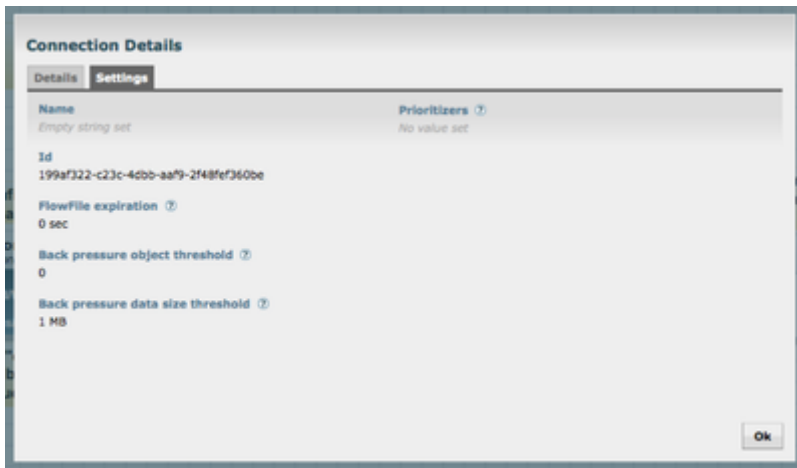 Connection Details
Details Settings
Name Prioritizers ?
Empty string set No value set
Id
199af322-c23c-4dbb-aaf9-2f48fef360be
FlowFile expiration ?
0 sec
Back pressure object threshold ?
0
Back pressure data size threshold ?
1 MB
Ok